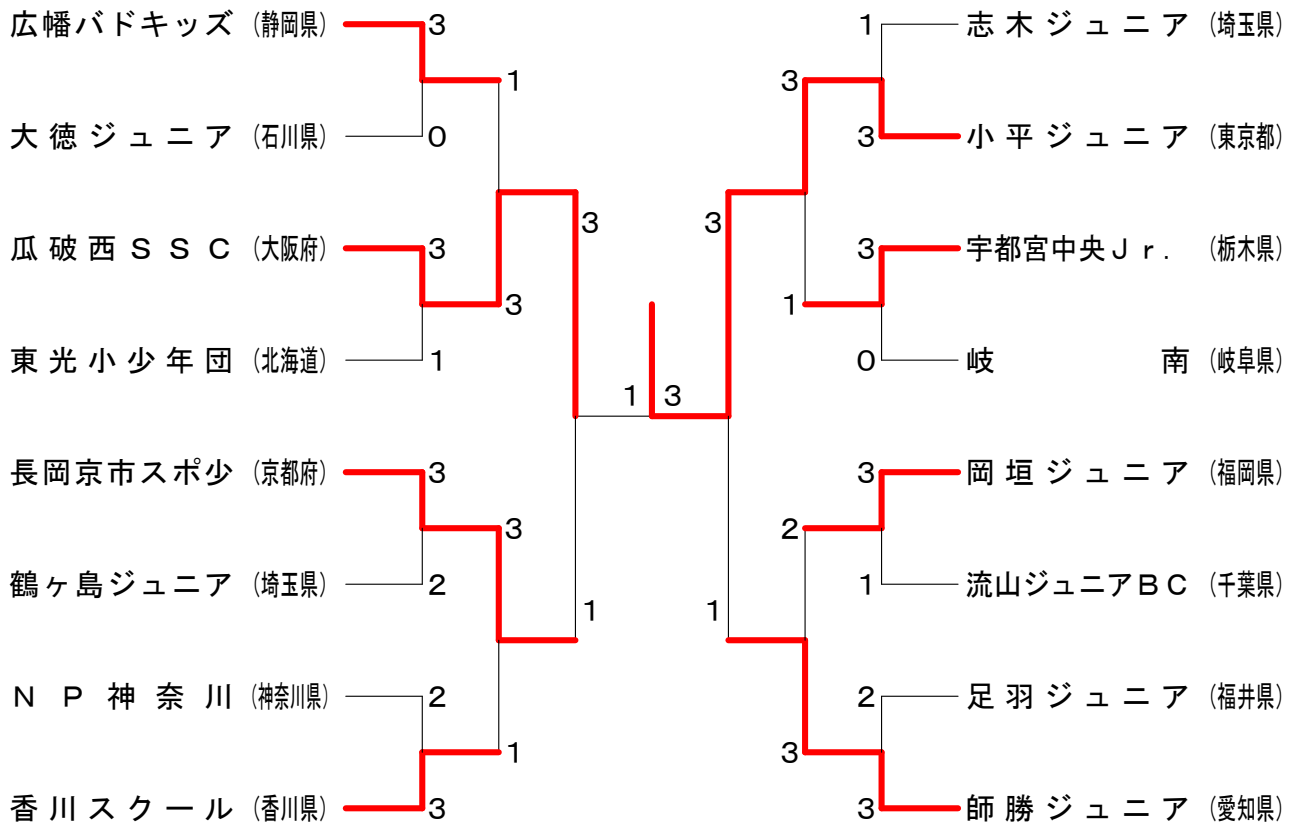 広幡バドキッズ (静岡県) 3
1
大徳ジュニア (石川県) 0
3
瓜破西SSC (大阪府) 3
3
東光小少年団 (北海道) 1
1 3
長岡京市スポ少 (京都府) 3
3
鶴ヶ島ジュニア (埼玉県) 2
1
NP神奈川 (神奈川県) 2
1
香川スクール (香川県) 3
1 志木ジュニア (埼玉県)
3
3 小平ジュニア (東京都)
3
3 宇都宮中央Jr. (栃木県)
1
0 岐南 (岐阜県)
3 岡垣ジュニア (福岡県)
2
1 流山ジュニアBC (千葉県)
1
2 足羽ジュニア (福井県)
3
3 師勝ジュニア (愛知県)